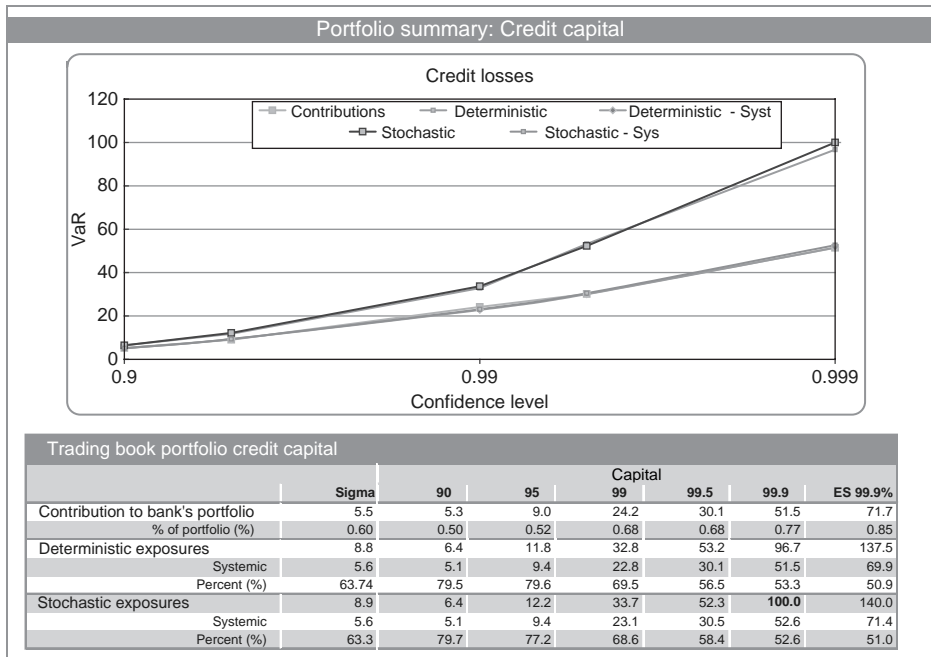 Portfolio summary: Credit capital
Credit losses
120
100
80
60
40
20
0
VaR
Contributions Deterministic Deterministic - Syst
Stochastic Stochastic - Sys
0.9 0.99 0.999
Confidence level
Trading book portfolio credit capital
Capital
Sigma 90 95 99 99.5 99.9 ES 99.9%
Contribution to bank's portfolio 5.5 5.3 9.0 24.2 30.1 51.5 71.7
% of portfolio (%) 0.60 0.50 0.52 0.68 0.68 0.77 0.85
Deterministic exposures 8.8 6.4 11.8 32.8 53.2 96.7 137.5
Systemic 5.6 5.1 9.4 22.8 30.1 51.5 69.9
Percent (%) 63.74 79.5 79.6 69.5 56.5 53.3 50.9
Stochastic exposures 8.9 6.4 12.2 33.7 52.3 100.0 140.0
Systemic 5.6 5.1 9.4 23.1 30.5 52.6 71.4
Percent (%) 63.3 79.7 77.2 68.6 58.4 52.6 51.0